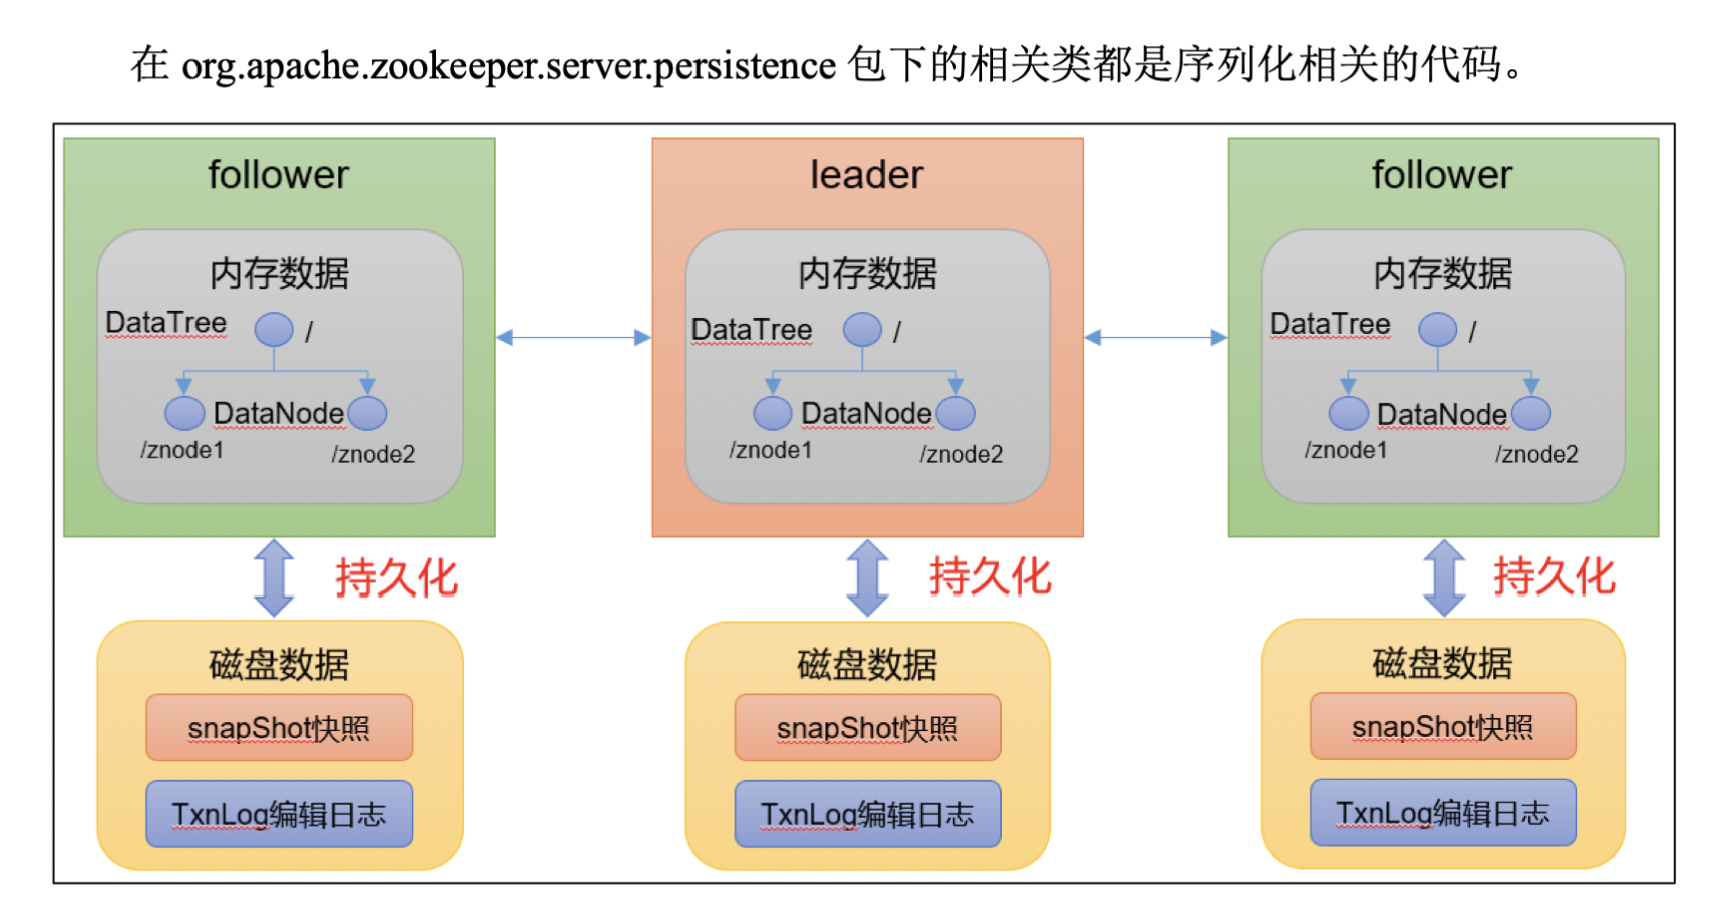 在 org.apache.zookeeper.server.persistence 包下的相关类都是序列化相关的代码。
follower
内存数据
DataTree
/
DataNode
/znode1
/znode2
持久化
磁盘数据
snapShot快照
TxnLog编辑日志
leader
内存数据
DataTree
/
DataNode
/znode1
/znode2
持久化
磁盘数据
snapShot快照
TxnLog编辑日志
follower
内存数据
DataTree
/
DataNode
/znode1
/znode2
持久化
磁盘数据
snapShot快照
TxnLog编辑日志